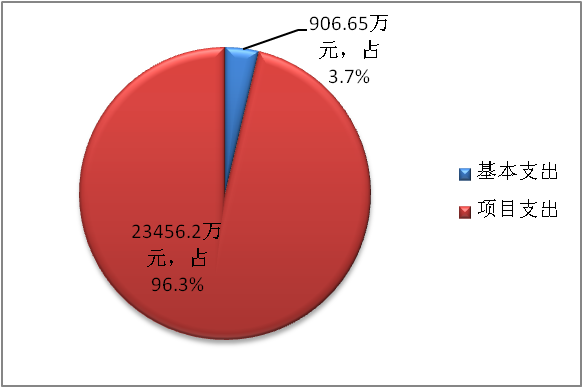 906.65万
元，占
3.7%
基本支出
项目支出
23456.2万
元，占
96.3%